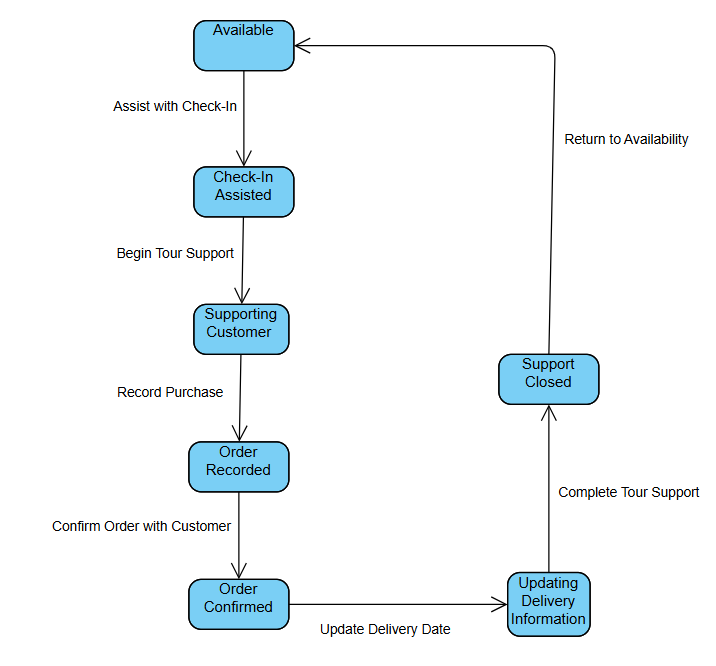 Available
Assist with Check-In
Return to Availability
Check-In
Assisted
Begin Tour Support
Supporting
Customer
Support
Closed
Record Purchase
Order
Recorded
Complete Tour Support
Confirm Order with Customer
Order
Confirmed
Updating
Delivery
Information
Update Delivery Date